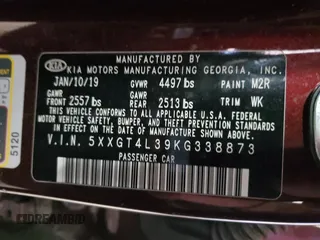 MANUFACTURED BY
KIA KIA MOTORS MANUFACTURING GEORGIA, INC.
JAN/10/19 GVWR 4497 lbs PAINT M2R
GAWR GAWR
FRONT 2557 lbs REAR 2513 lbs TRIM WK
THIS VEHICLE CONFORMS TO ALL APPLICABLE
FEDERAL MOTOR VEHICLE SAFETY, BUMPER, AND
THEFT PREVENTION STANDARDS IN EFFECT ON
THE DATE OF MANUFACTURE SHOWN ABOVE.
V.I.N. 5XXGT4L39KG338873
PASSENGER CAR
5120